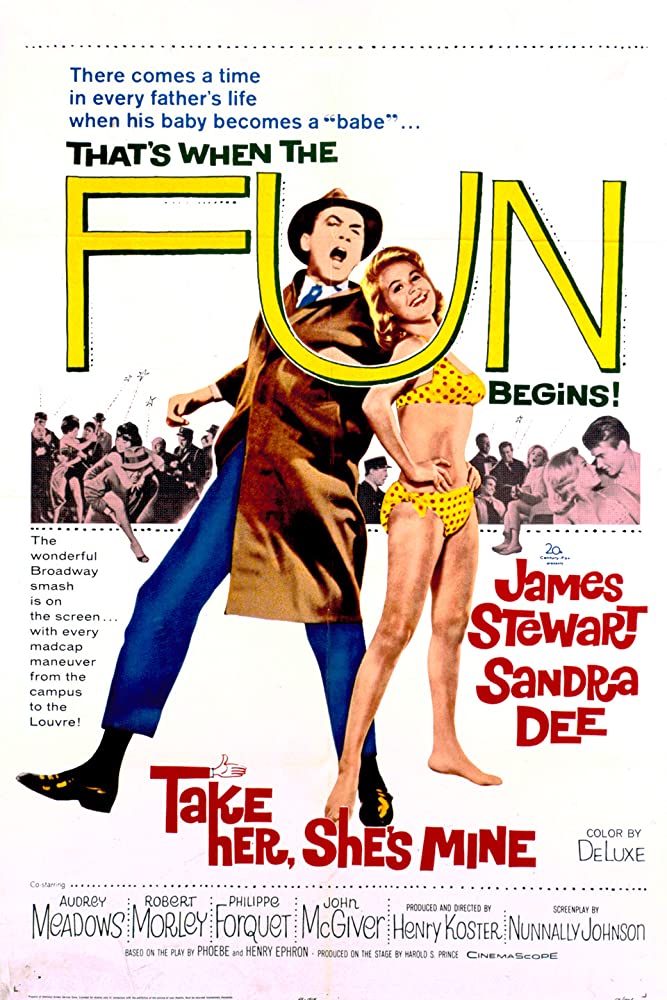 There comes a time
in every father's life
when his baby becomes a "babe"...
THAT'S WHEN THE
FUN
BEGINS!
The
wonderful
Broadway
smash
is on
the screen...
with every
madcap
maneuver
from the
campus
to the
Louvre!
20th
Century-Fox
presents
JAMES
STEWART
SANDRA
DEE
TAKE
HER, SHE'S MINE
COLOR BY
DELUXE
Co-starring
AUDREY MEADOWS
ROBERT MORLEY
PHILIPPE FORQUET
JOHN McGIVER
PRODUCED AND DIRECTED BY HENRY KOSTER
SCREENPLAY BY NUNNALLY JOHNSON
BASED ON THE PLAY BY PHOEBE and HENRY EPHRON - PRODUCED ON THE STAGE BY HAROLD S. PRINCE CINEMASCOPE